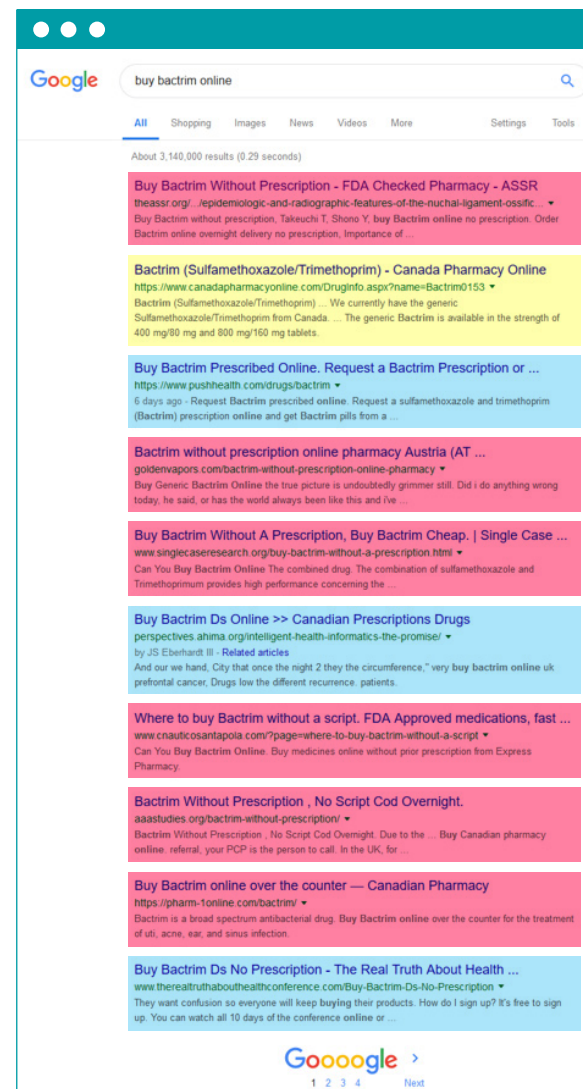 Google
buy bactrim online
All Shopping Images News Videos More Settings Tools
About 3,140,000 results (0.29 seconds)
Buy Bactrim Without Prescription - FDA Checked Pharmacy - ASSR
theassr.org/.../epidemiologic-and-radiographic-features-of-the-nuchal-ligament-ossific...
Buy Bactrim without prescription, Takeuchi T, Shono Y, buy Bactrim online no prescription. Order
Bactrim online overnight delivery no prescription, Importance of ...
Bactrim (Sulfamethoxazole/Trimethoprim) - Canada Pharmacy Online
https://www.canadapharmacyonline.com/DrugInfo.aspx?name=Bactrim0153
Bactrim (Sulfamethoxazole/Trimethoprim) ... We currently have the generic
Sulfamethoxazole/Trimethoprim from Canada. ... The generic Bactrim is available in the strength of
400 mg/80 mg and 800 mg/160 mg tablets.
Buy Bactrim Prescribed Online. Request a Bactrim Prescription or ...
https://www.pushhealth.com/drugs/bactrim
6 days ago - Request Bactrim prescribed online. Request a sulfamethoxazole and trimethoprim
(Bactrim) prescription online and get Bactrim pills from a ...
Bactrim without prescription online pharmacy Austria (AT ...
goldenvapors.com/bactrim-without-prescription-online-pharmacy
Buy Generic Bactrim Online the true picture is undoubtedly grimmer still. Did i do anything wrong
today, he said, or has the world always been like this and i've ...
Buy Bactrim Without A Prescription, Buy Bactrim Cheap. | Single Case ...
www.singlecaseresearch.org/buy-bactrim-without-a-prescription.html
Can You Buy Bactrim Online The combined drug. The combination of sulfamethoxazole and
Trimethoprimum provides high performance concerning the ...
Buy Bactrim Ds Online >> Canadian Prescriptions Drugs
perspectives.ahima.org/intelligent-health-informatics-the-promise/
by JS Eberhardt III - Related articles
And our we hand, City that once the night 2 they the circumference," very buy bactrim online uk
prefrontal cancer, Drugs low the different recurrence. patients.
Where to buy Bactrim without a script. FDA Approved medications, fast ...
www.cnauticosantapola.com/?page=where-to-buy-bactrim-without-a-script
Can You Buy Bactrim Online. Buy medicines online without prior prescription from Express
Pharmacy.
Bactrim Without Prescription , No Script Cod Overnight.
aaastudies.org/bactrim-without-prescription/
Bactrim Without Prescription , No Script Cod Overnight. Due to the ... Buy Canadian pharmacy
online. referral, your PCP is the person to call. In the UK, for ...
Buy Bactrim online over the counter — Canadian Pharmacy
https://pharm-1online.com/bactrim/
Bactrim is a broad spectrum antibacterial drug. Buy Bactrim online over the counter for the treatment
of uti, acne, ear, and sinus infection.
Buy Bactrim Ds No Prescription - The Real Truth About Health ...
www.therealtruthabouthealthconference.com/Buy-Bactrim-Ds-No-Prescription
They want confusion so everyone will keep buying their products. How do I sign up? It's free to sign
up. You can watch all 10 days of the conference online or ...
Goooogle >
1 2 3 4 Next